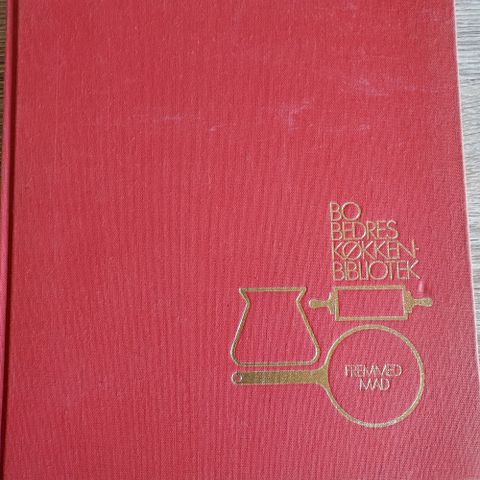 BO
BEDRES
KØKKEN-
BIBLIOTEK
FREMMED
MAD